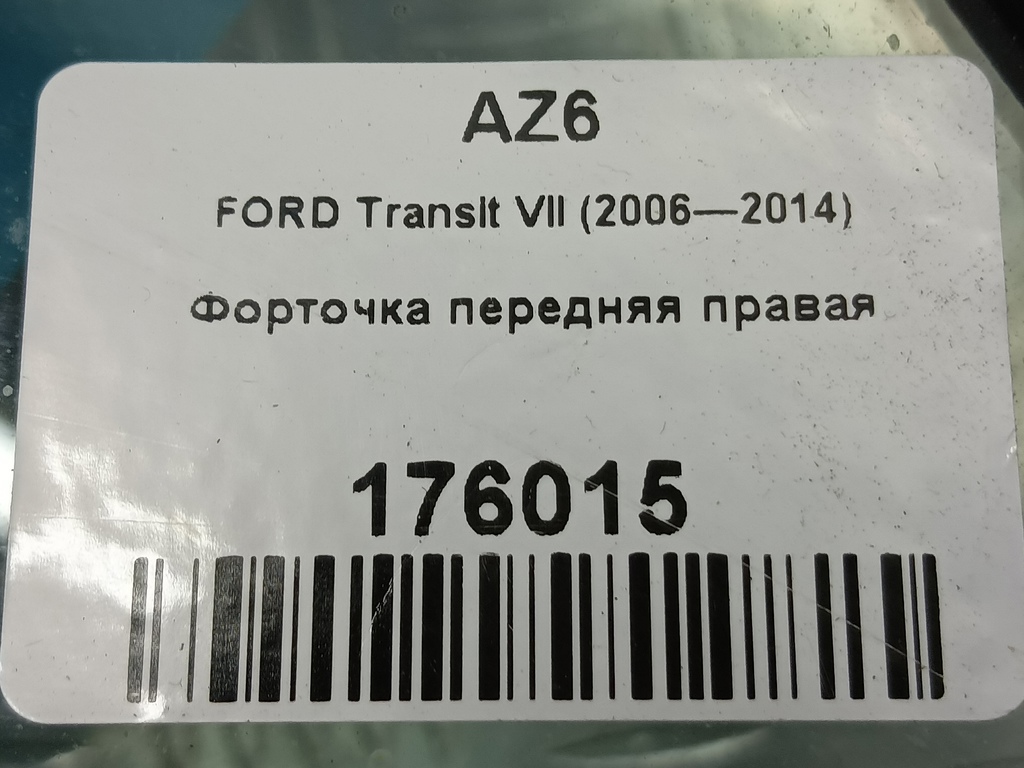 AZ6
FORD Transit VII (2006—2014)
Форточка передняя правая
176015